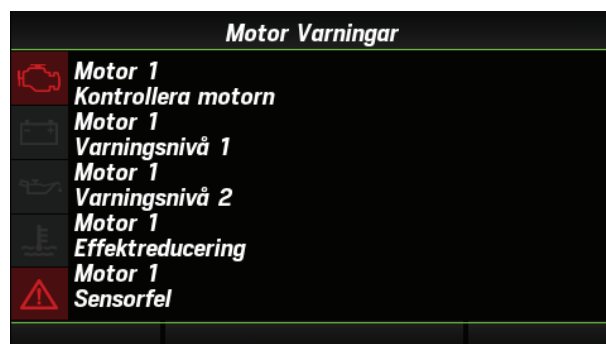 Motor Varningar
Motor 1
Kontrollera motorn
Motor 1
Varningsnivå 1
Motor 1
Varningsnivå 2
Motor 1
Effektreducering
Motor 1
Sensorfel